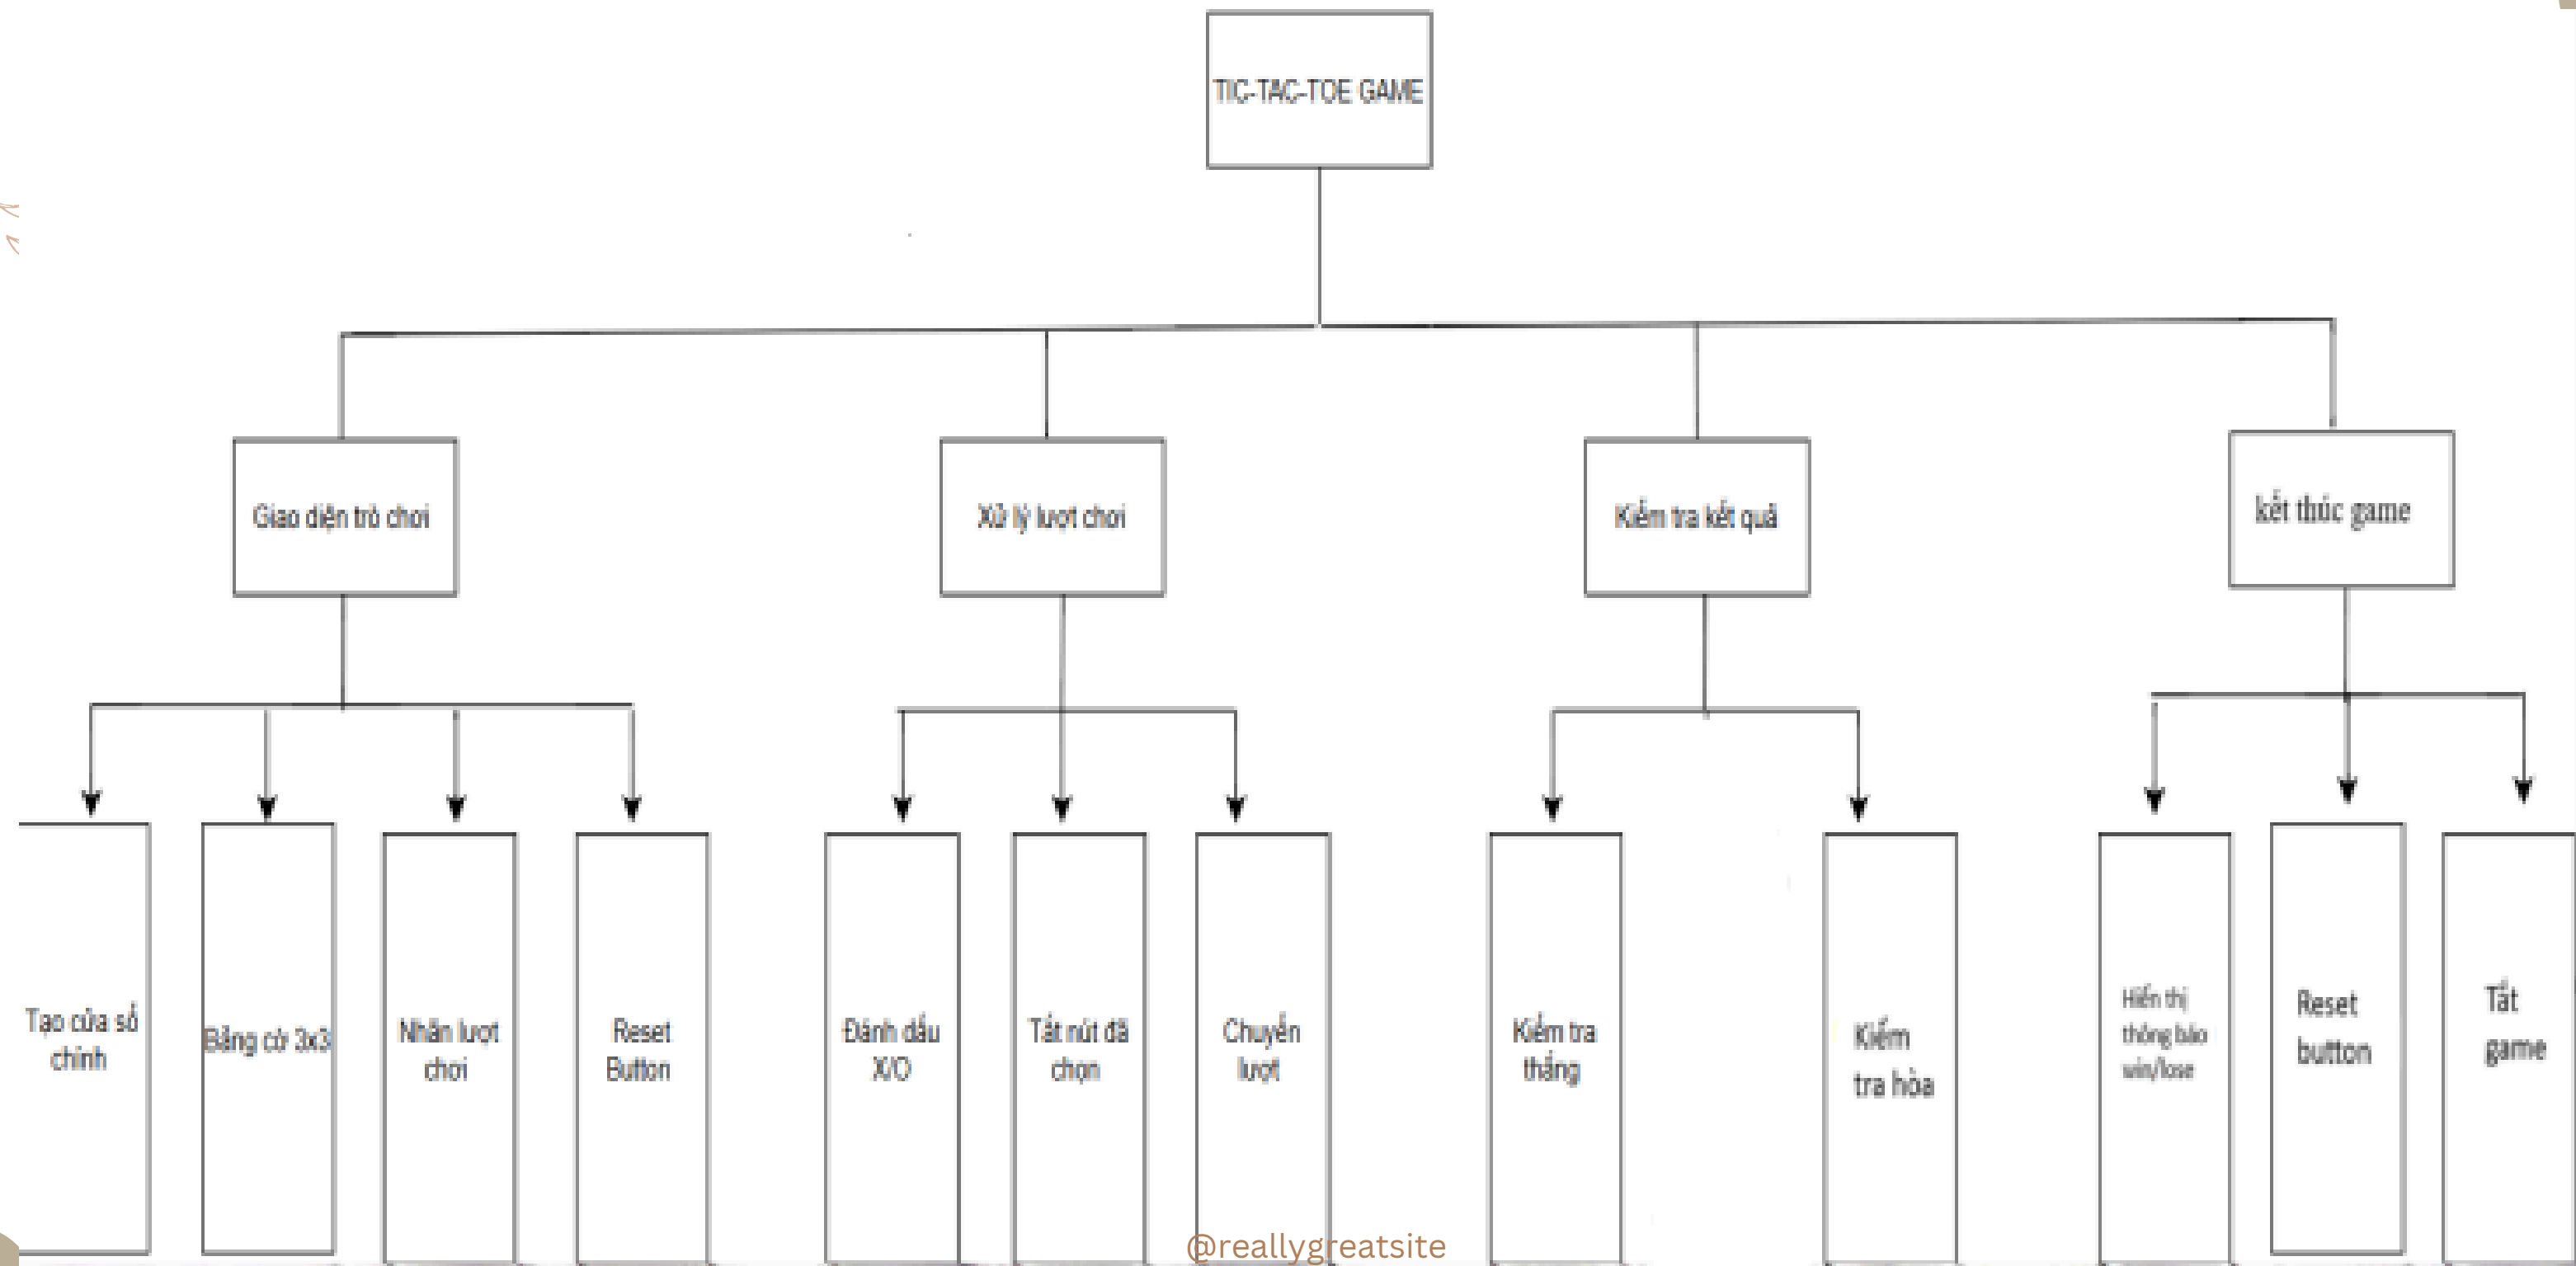 TIC-TAC-TOE GAME
Giao diện trò chơi
Xử lý lượt chơi
Kiểm tra kết quả
kết thúc game
Tạo cửa sổ
chính
Bảng cờ 3x3
Nhãn lượt
chơi
Reset
Button
Đánh dấu
X/O
Tắt nút đã
chọn
Chuyển
lượt
Kiểm tra
thắng
Kiểm
tra hòa
Hiển thị
thông báo
win/lose
Reset
button
Tắt
game
@reallygreatsite